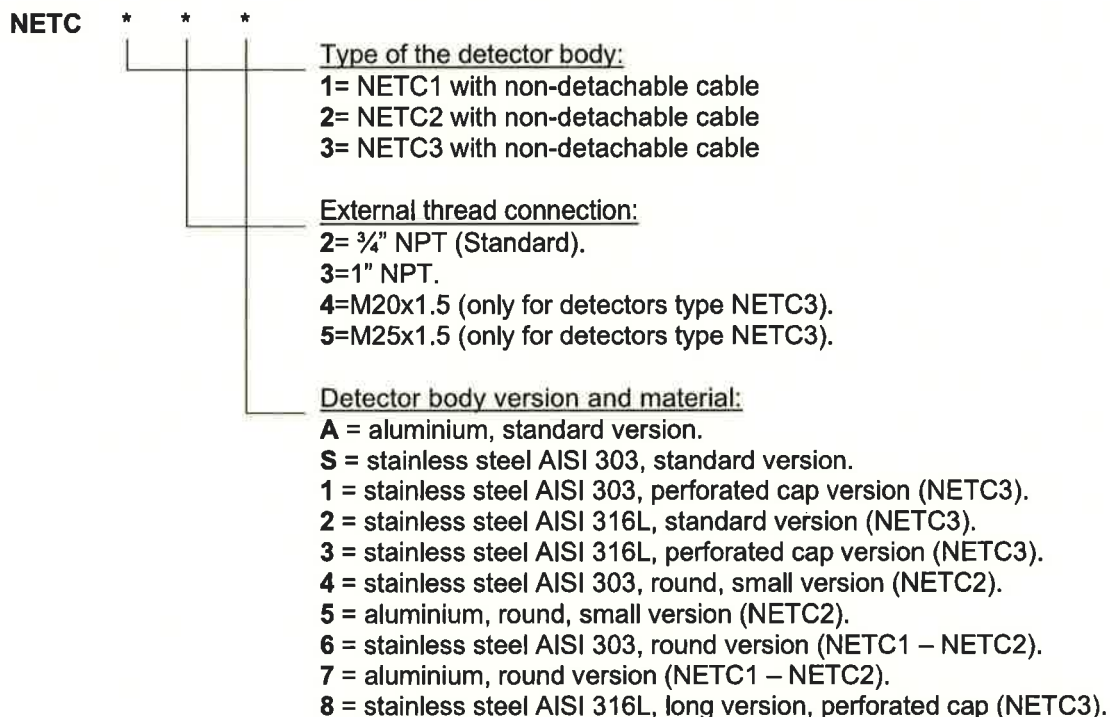 NETC * * *
Type of the detector body:
1= NETC1 with non-detachable cable
2= NETC2 with non-detachable cable
3= NETC3 with non-detachable cable
External thread connection:
2= ¾” NPT (Standard).
3=1" NPT.
4=M20x1.5 (only for detectors type NETC3).
5=M25x1.5 (only for detectors type NETC3).
Detector body version and material:
A = aluminium, standard version.
S = stainless steel AISI 303, standard version.
1 = stainless steel AISI 303, perforated cap version (NETC3).
2 = stainless steel AISI 316L, standard version (NETC3).
3 = stainless steel AISI 316L, perforated cap version (NETC3).
4 = stainless steel AISI 303, round, small version (NETC2).
5 = aluminium, round, small version (NETC2).
6 = stainless steel AISI 303, round version (NETC1 – NETC2).
7 = aluminium, round version (NETC1 – NETC2).
8 = stainless steel AISI 316L, long version, perforated cap (NETC3).